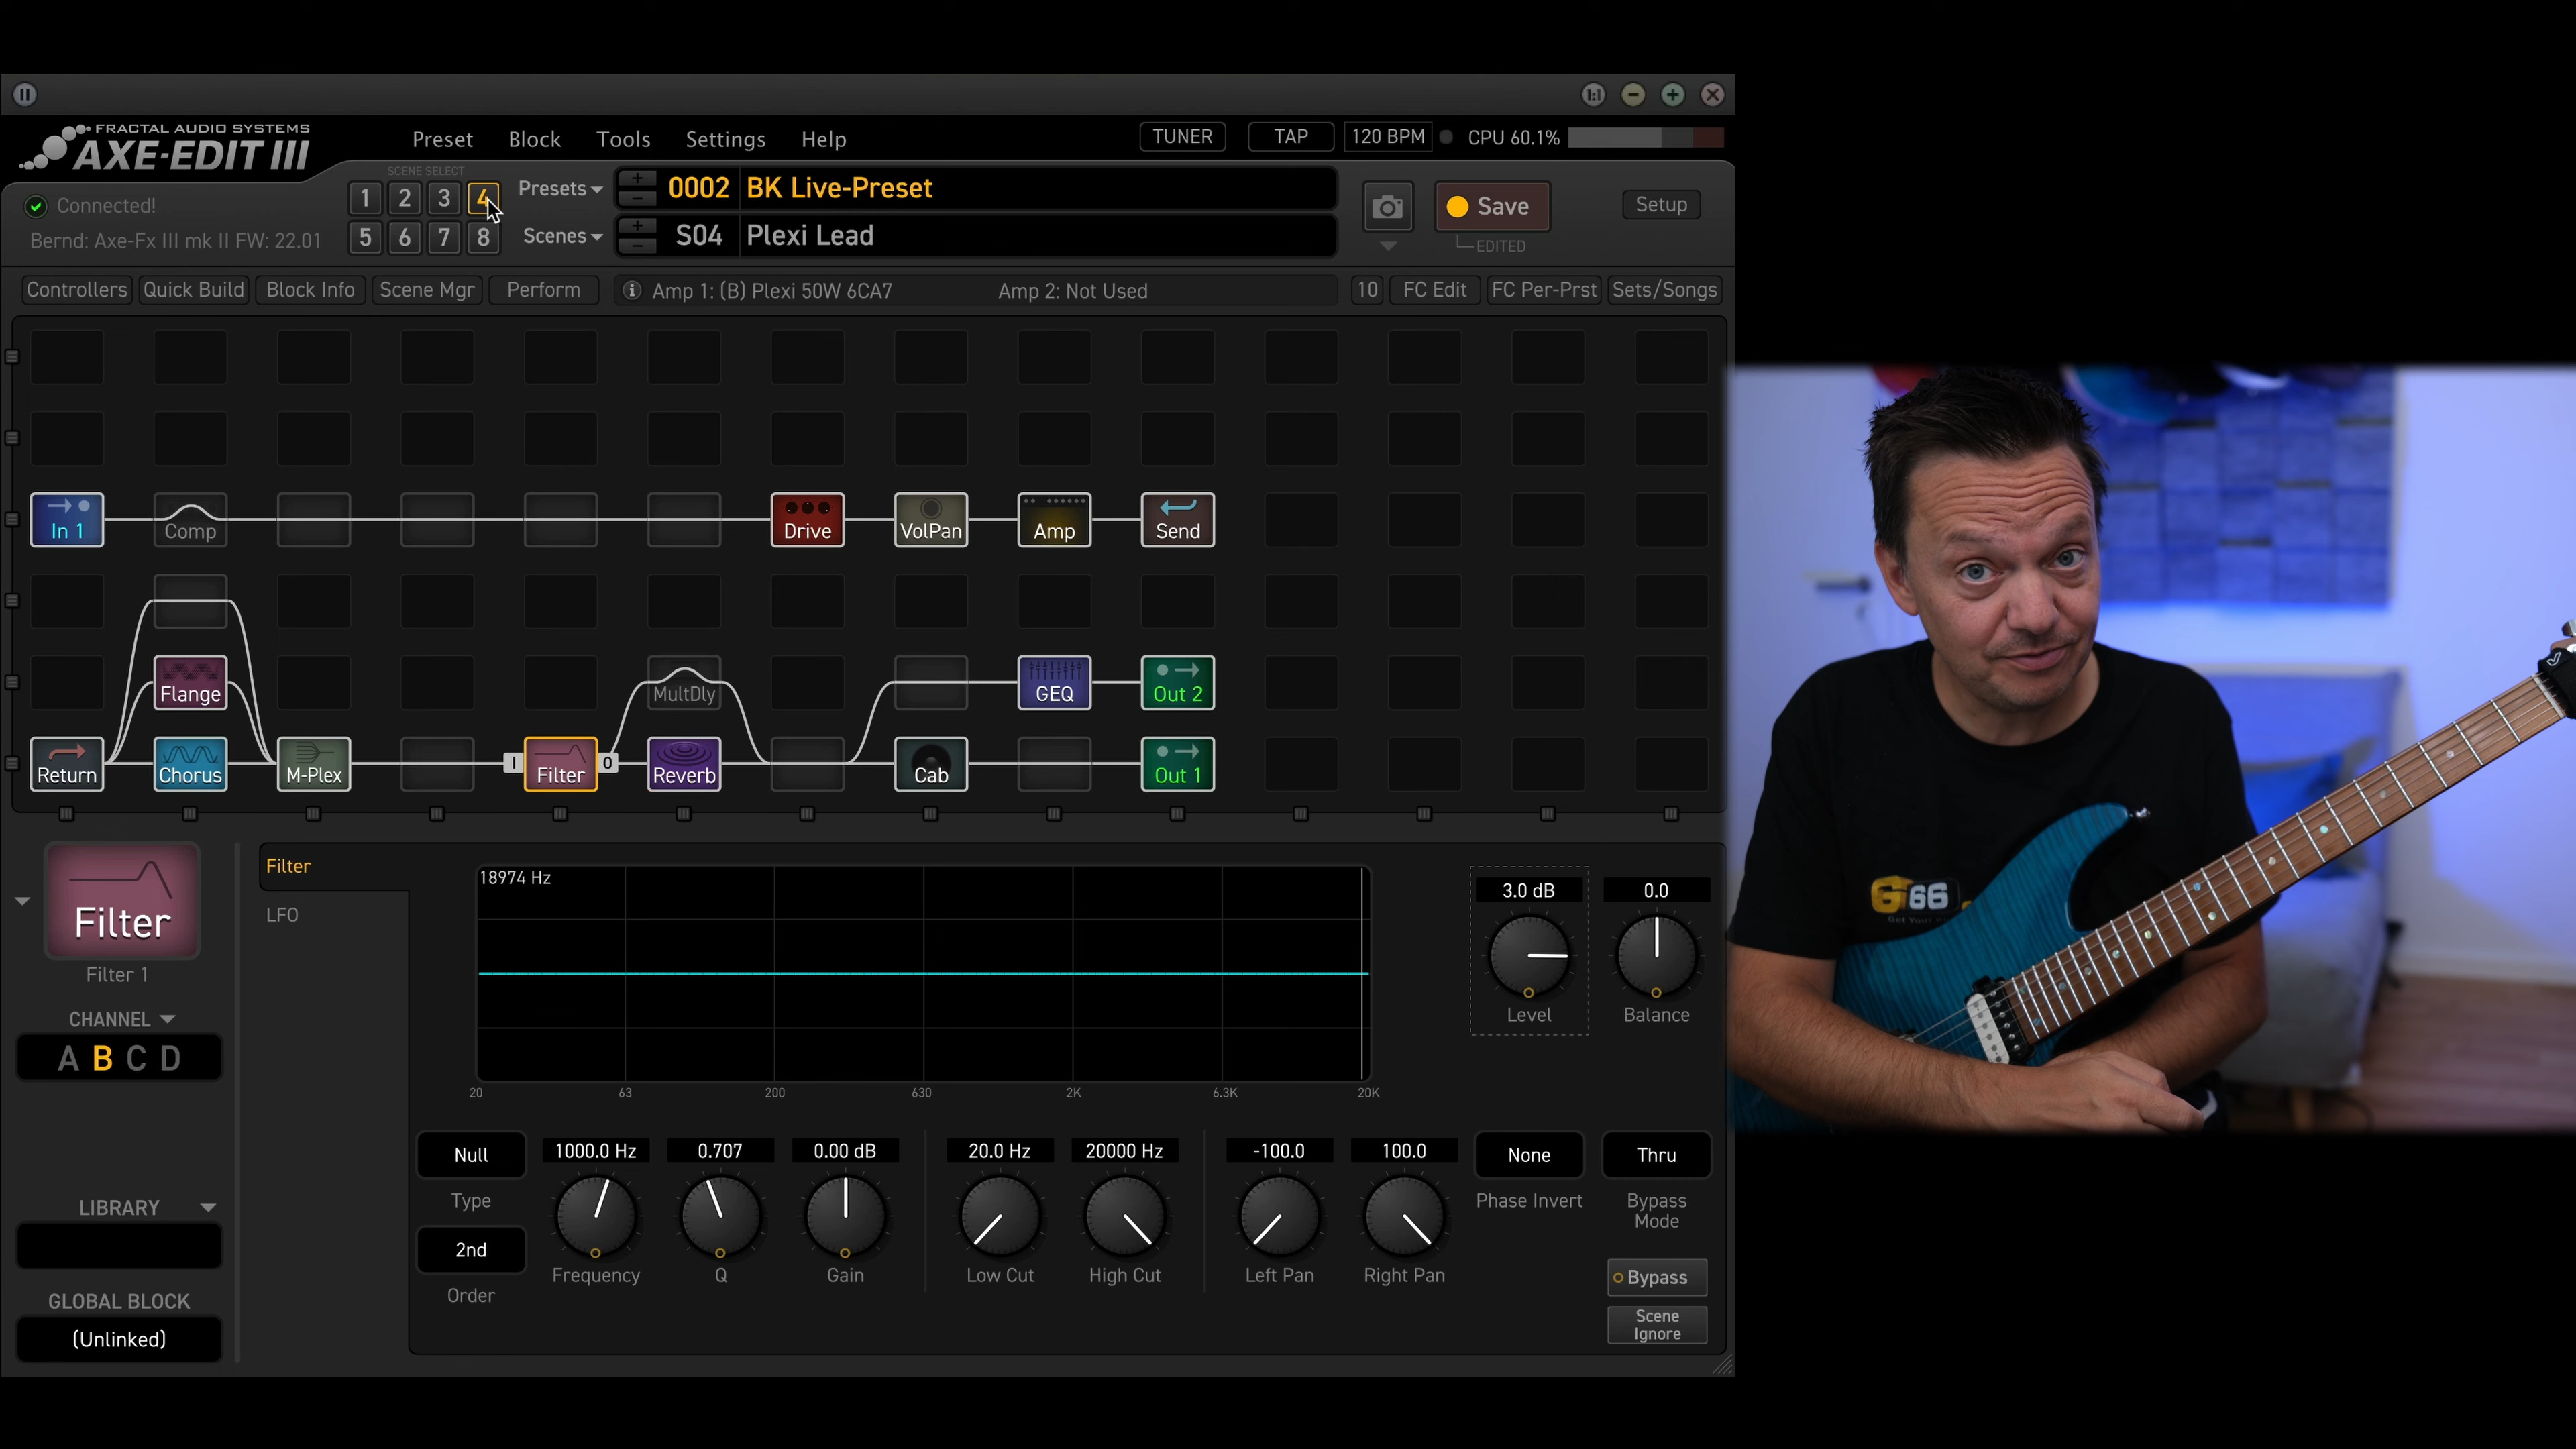 FRACTAL AUDIO SYSTEMS
AXE-EDIT III
Preset Block Tools Settings Help
TUNER TAP 120 BPM CPU 60.1%
SCENE SELECT
1 2 3 4
5 6 7 8
Connected!
Bernd: Axe-Fx III mk II FW: 22.01
Presets 0002 BK Live-Preset
Scenes S04 Plexi Lead
Save
EDITED
Setup
Controllers Quick Build Block Info Scene Mgr Perform
Amp 1: (B) Plexi 50W 6CA7 Amp 2: Not Used
10 FC Edit FC Per-Prst Sets/Songs
In 1 Comp Drive VolPan Amp Send
Flange MultDly GEQ Out 2
Return Chorus M-Plex I Filter O Reverb Cab Out 1
Filter
Filter 1
CHANNEL
A B C D
LIBRARY
GLOBAL BLOCK
(Unlinked)
Filter
LFO
18974 Hz
20 63 200 630 2K 6.3K 20K
3.0 dB 0.0
Level Balance
Null
Type
2nd
Order
1000.0 Hz 0.707 0.00 dB 20.0 Hz 20000 Hz -100.0 100.0
Frequency Q Gain Low Cut High Cut Left Pan Right Pan
None
Phase Invert
Thru
Bypass
Mode
Bypass
Scene
Ignore
1:1
G66